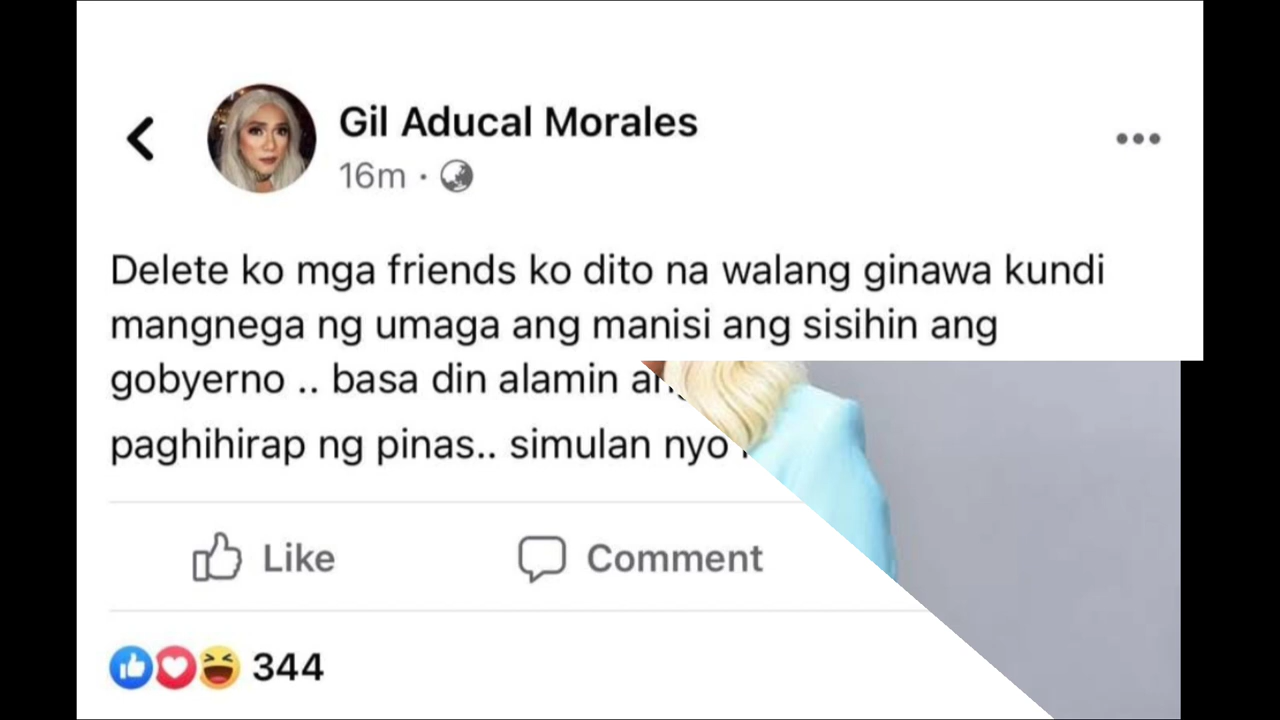 Gil Aducal Morales
16m ·
Delete ko mga friends ko dito na walang ginawa kundi
mangnega ng umaga ang manisi ang sisihin ang
gobyerno .. basa din alamin ang
paghihirap ng pinas.. simulan nyo
Like
Comment
344